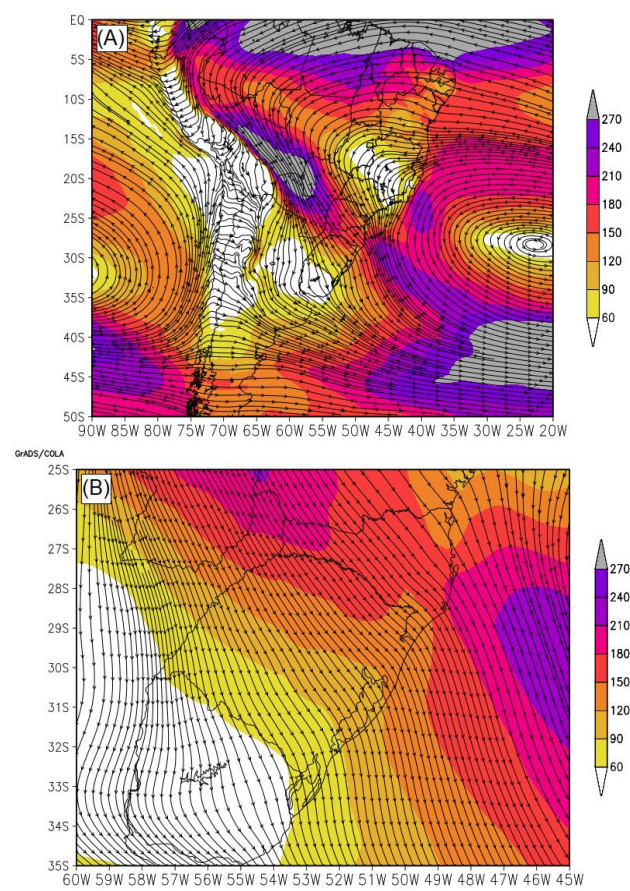 EQ
(A)
5S
10S
15S
20S
25S
30S
35S
40S
45S
50S
90W 85W 80W 75W 70W 65W 60W 55W 50W 45W 40W 35W 30W 25W 20W
270
240
210
180
150
120
90
60
GrADS/COLA
25S
(B)
26S
27S
28S
29S
30S
31S
32S
33S
34S
35S
60W 59W 58W 57W 56W 55W 54W 53W 52W 51W 50W 49W 48W 47W 46W 45W
270
240
210
180
150
120
90
60